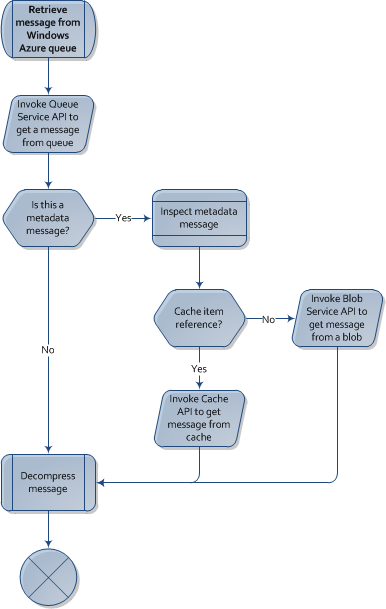 Retrieve
message from
Windows
Azure queue
Invoke Queue
Service API to
get a message
from queue
Is this a
metadata
message?
Yes
Inspect metadata
message
Cache item
reference?
No
Invoke Blob
Service API to
get message
from a blob
No
Yes
Invoke Cache
API to get
message from
cache
Decompress
message